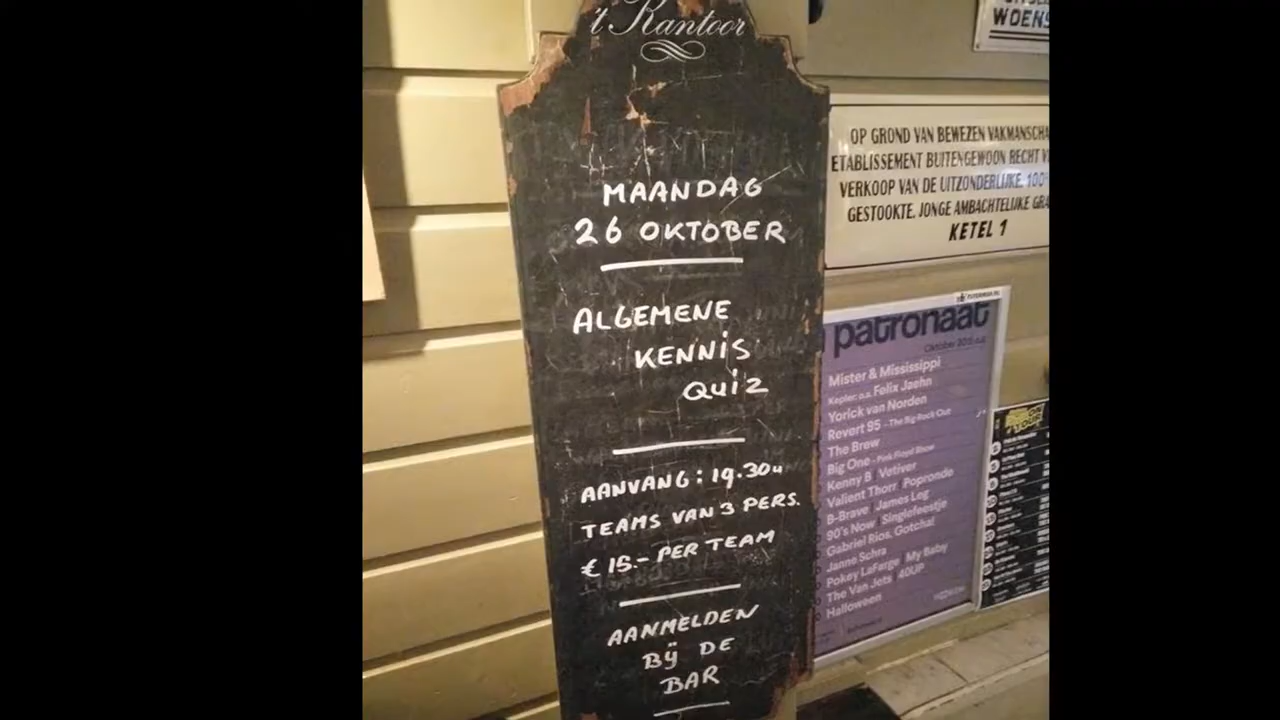 't Kantoor
MAANDAG
26 OKTOBER
ALGEMENE
KENNIS
QUIZ
AANVANG: 19.30u
TEAMS VAN 3 PERS.
€ 15.- PER TEAM
AANMELDEN
BIJ DE
BAR
WOENS
OP GROND VAN BEWEZEN VAKMANSCHA
ETABLISSEMENT BUITENGEWOON RECHT
VERKOOP VAN DE UITZONDERLIJKE, 100
GESTOOKTE, JONGE AMBACHTELIJKE GRA
KETEL 1
patronaat
Oktober 2015
Mister & Mississippi
Kepler: o.a. Felix Jaehn
Yorick van Norden
Revert 95 - The Big Rock Out
The Brew
Big One - Pink Floyd Show
Kenny B Vetiver
Valient Thorr Popronde
B-Brave James Leg
90's Now Singlefeestje
Gabriel Rios, Gotcha!
Janne Schra
Pokey LaFarge My Baby
The Van Jets 40UP
Halloween